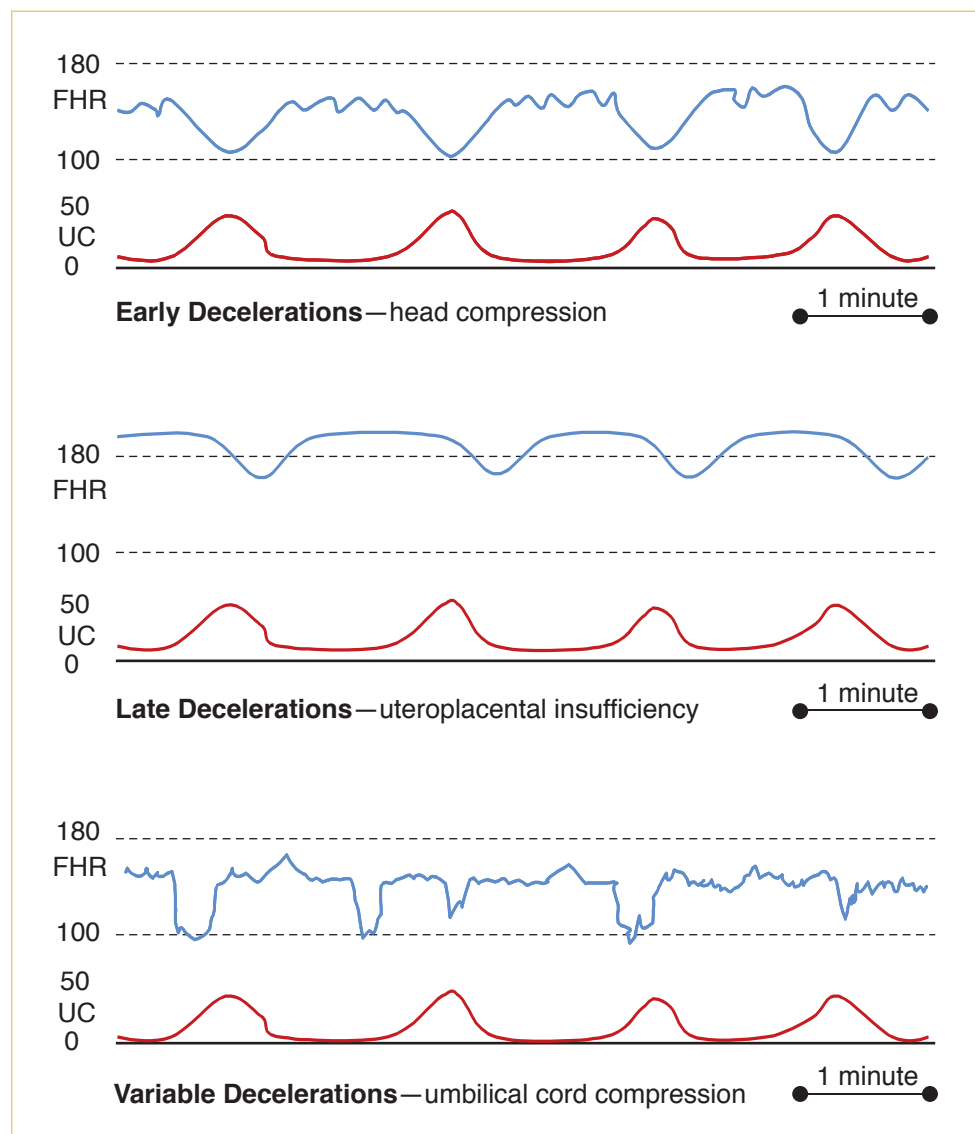 180
FHR
100
50
UC
0
Early Decelerations—head compression
1 minute
180
FHR
100
50
UC
0
Late Decelerations—uteroplacental insufficiency
1 minute
180
FHR
100
50
UC
0
Variable Decelerations—umbilical cord compression
1 minute